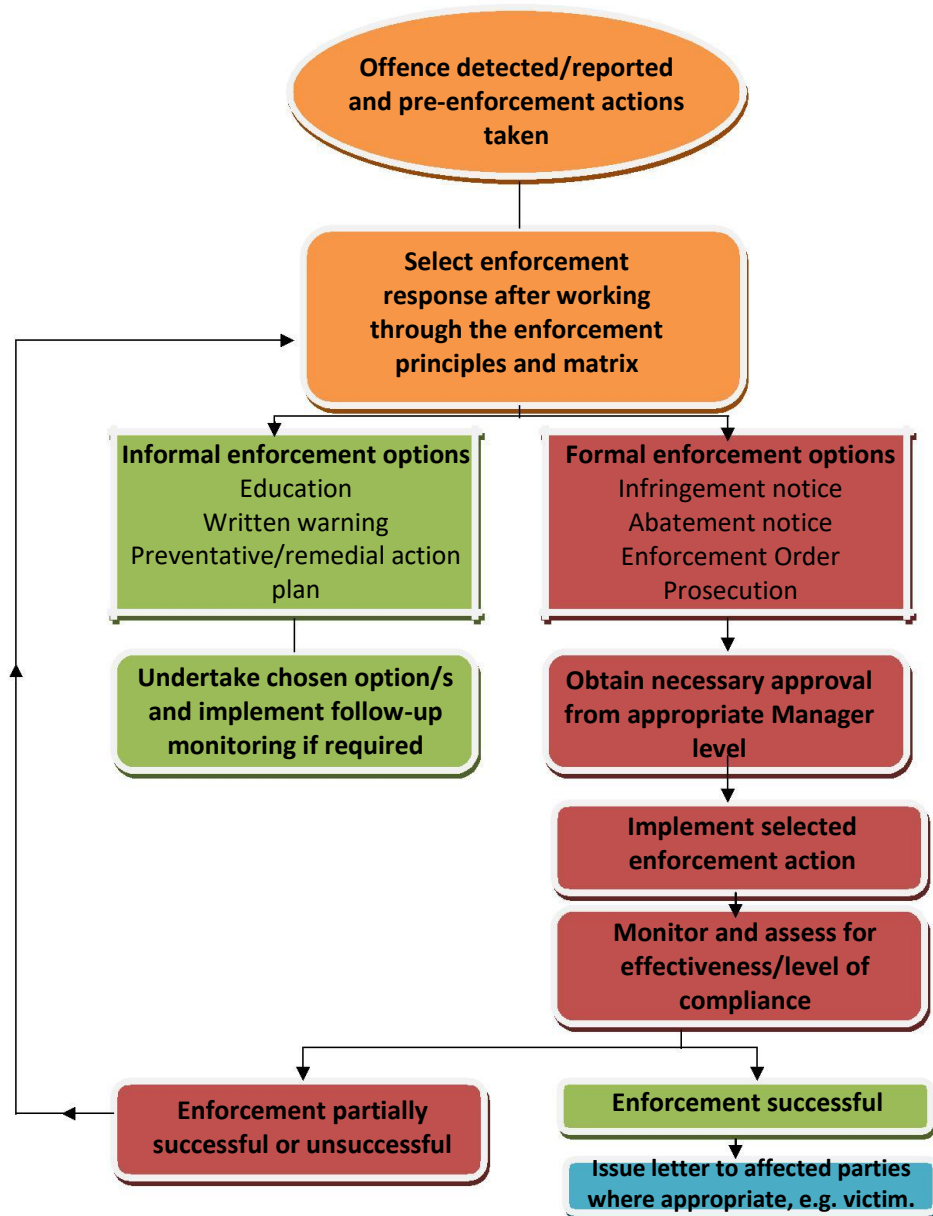 Offence detected/reported
and pre-enforcement actions
taken
Select enforcement
response after working
through the enforcement
principles and matrix
Informal enforcement options
Education
Written warning
Preventative/remedial action
plan
Formal enforcement options
Infringement notice
Abatement notice
Enforcement Order
Prosecution
Undertake chosen option/s
and implement follow-up
monitoring if required
Obtain necessary approval
from appropriate Manager
level
Implement selected
enforcement action
Monitor and assess for
effectiveness/level of
compliance
Enforcement partially
successful or unsuccessful
Enforcement successful
Issue letter to affected parties
where appropriate, e.g. victim.